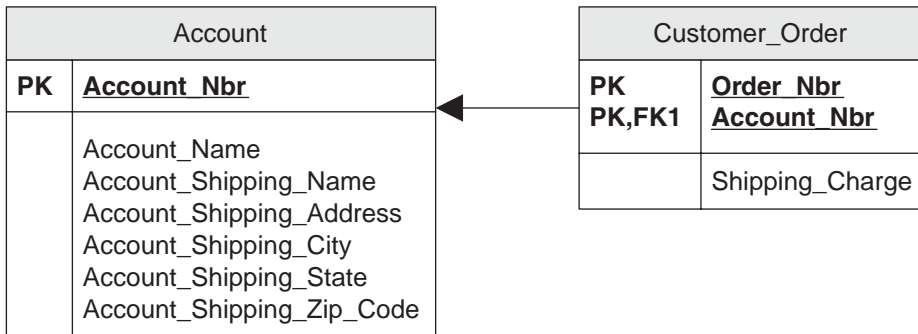 Account
PK Account_Nbr
Account_Name
Account_Shipping_Name
Account_Shipping_Address
Account_Shipping_City
Account_Shipping_State
Account_Shipping_Zip_Code
Customer_Order
PK Order_Nbr
PK,FK1 Account_Nbr
Shipping_Charge